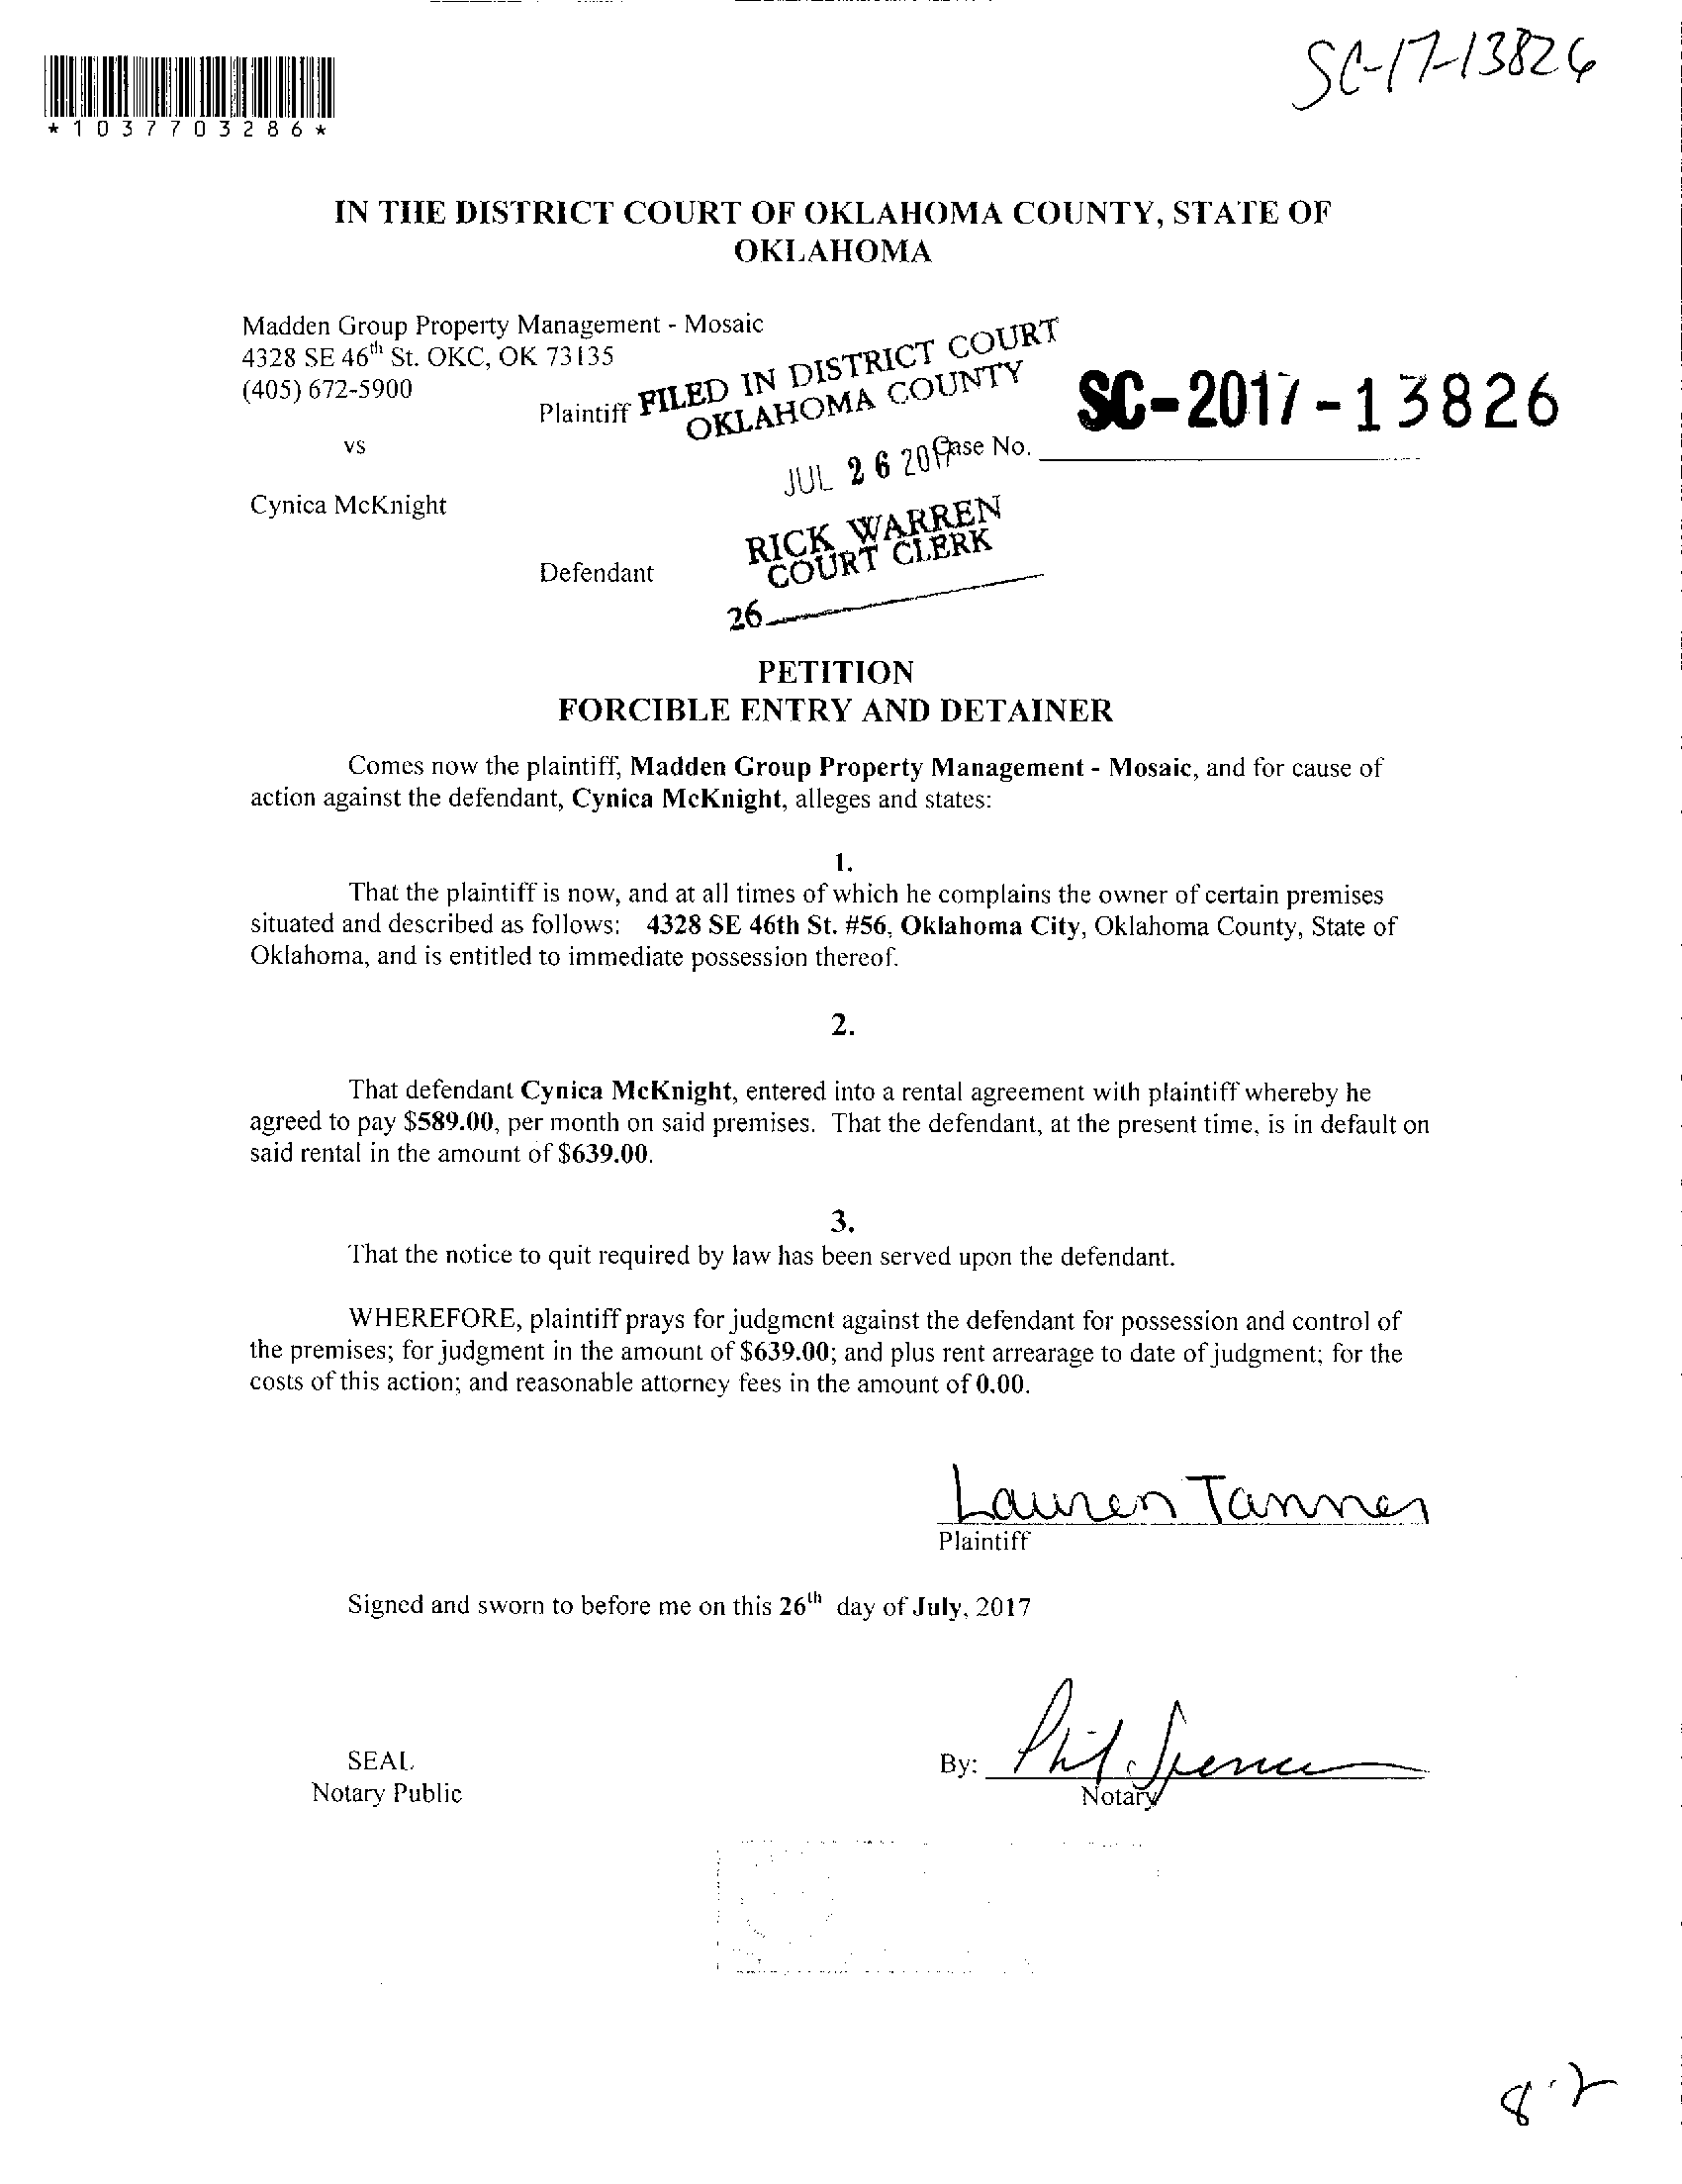 SC-17-13826
*1037703286*
IN THE DISTRICT COURT OF OKLAHOMA COUNTY, STATE OF
OKLAHOMA
Madden Group Property Management - Mosaic
4328 SE 46th St. OKC, OK 73135
(405) 672-5900
Plaintiff
FILED IN DISTRICT COURT
OKLAHOMA COUNTY
SC-2017-13826
vs
JUL 26 2017
Case No.
Cynica McKnight
RICK WARREN
COURT CLERK
Defendant
26
PETITION
FORCIBLE ENTRY AND DETAINER
Comes now the plaintiff, Madden Group Property Management - Mosaic, and for cause of
action against the defendant, Cynica McKnight, alleges and states:
1.
That the plaintiff is now, and at all times of which he complains the owner of certain premises
situated and described as follows: 4328 SE 46th St. #56, Oklahoma City, Oklahoma County, State of
Oklahoma, and is entitled to immediate possession thereof.
2.
That defendant Cynica McKnight, entered into a rental agreement with plaintiff whereby he
agreed to pay $589.00, per month on said premises. That the defendant, at the present time, is in default on
said rental in the amount of $639.00.
3.
That the notice to quit required by law has been served upon the defendant.
WHEREFORE, plaintiff prays for judgment against the defendant for possession and control of
the premises; for judgment in the amount of $639.00; and plus rent arrearage to date of judgment; for the
costs of this action; and reasonable attorney fees in the amount of 0.00.
Lauren Tanner
Plaintiff
Signed and sworn to before me on this 26th day of July, 2017
SEAL
Notary Public
By: Phil Spencer
Notary
8-2